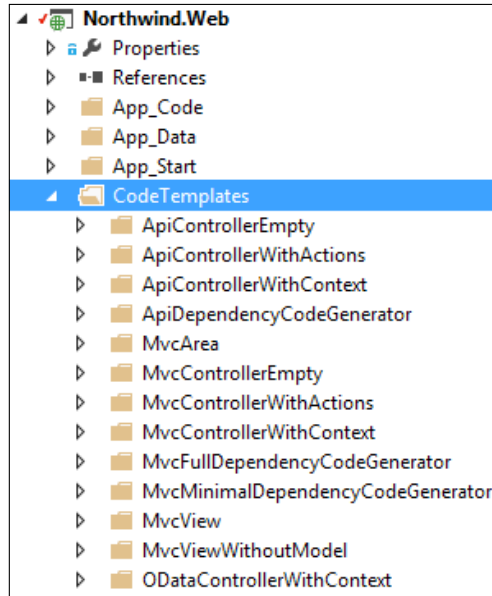 Northwind.Web
Properties
References
App_Code
App_Data
App_Start
CodeTemplates
ApiControllerEmpty
ApiControllerWithActions
ApiControllerWithContext
ApiDependencyCodeGenerator
MvcArea
MvcControllerEmpty
MvcControllerWithActions
MvcControllerWithContext
MvcFullDependencyCodeGenerator
MvcMinimalDependencyCodeGenerator
MvcView
MvcViewWithoutModel
ODataControllerWithContext